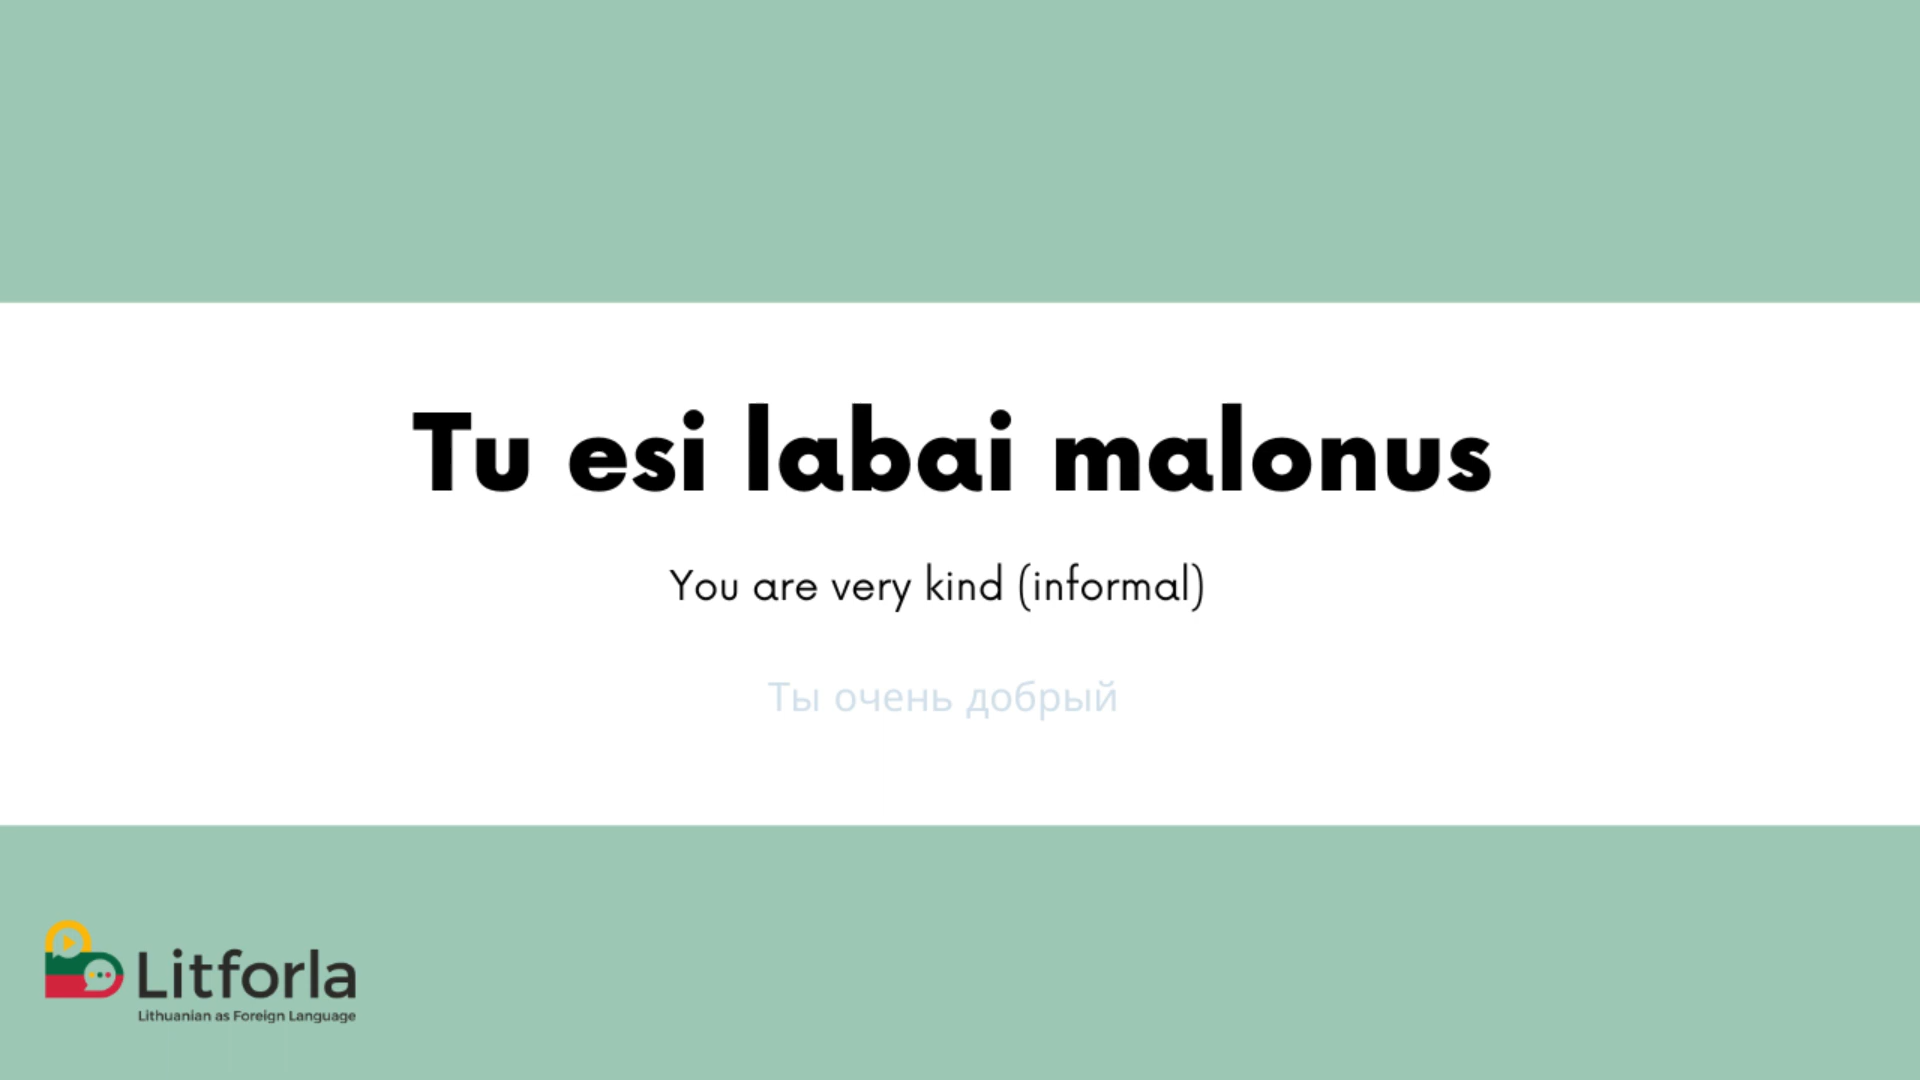 Tu esi labai malonus
You are very kind (informal)
Ты очень добрый
Litforla
Lithuanian as Foreign Language